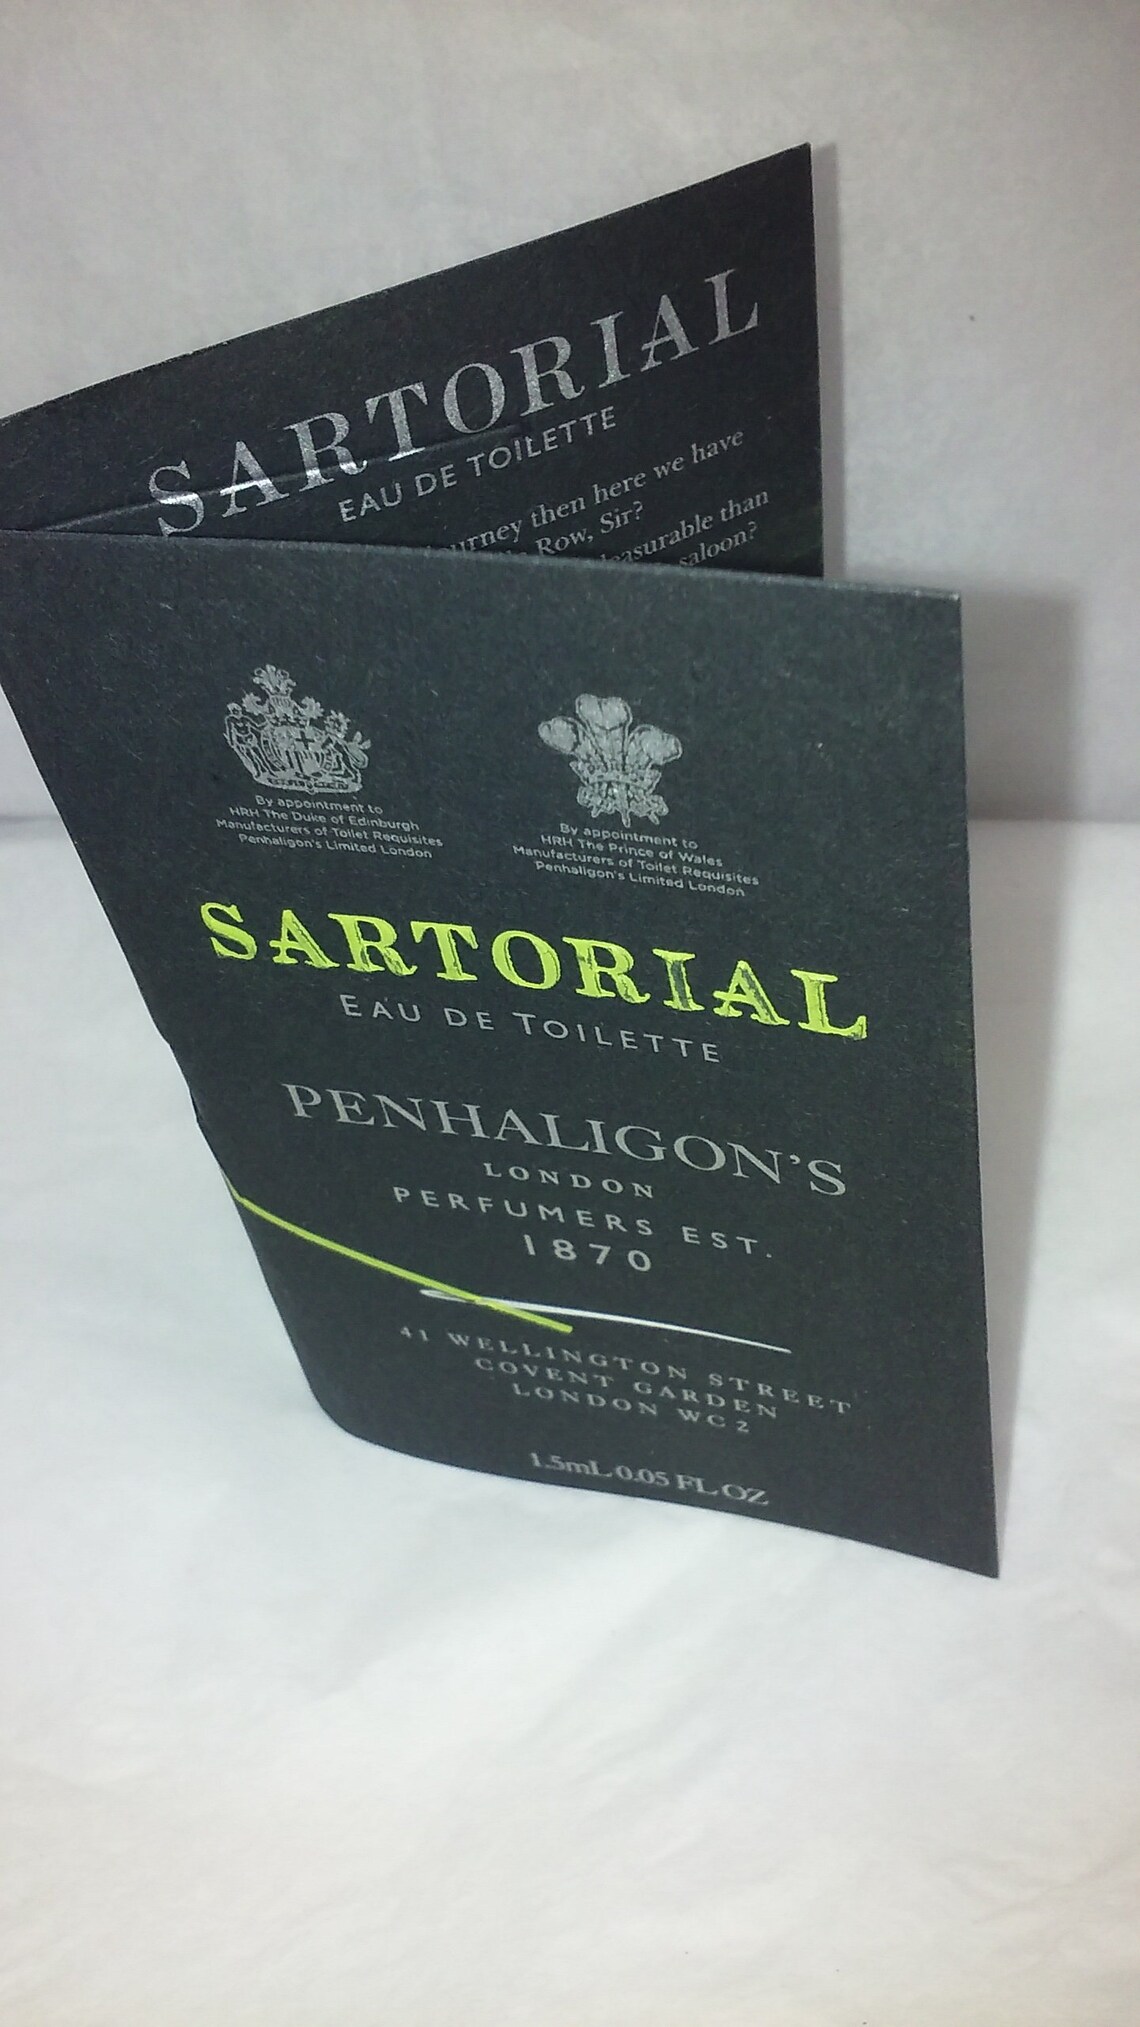 SARTORIAL
EAU DE TOILETTE
then here we have
Row, Sir?
than
saloon?
By appointment to
HRH The Duke of Edinburgh
Manufacturers of Toilet Requisites
Penhaligon's Limited London
By appointment to
HRH The Prince of Wales
Manufacturers of Toilet Requisites
Penhaligon's Limited London
SARTORIAL
EAU DE TOILETTE
PENHALIGON'S
LONDON
PERFUMERS EST.
1870
41 WELLINGTON STREET
COVENT GARDEN
LONDON WC2
1.5mL 0.05 FL OZ